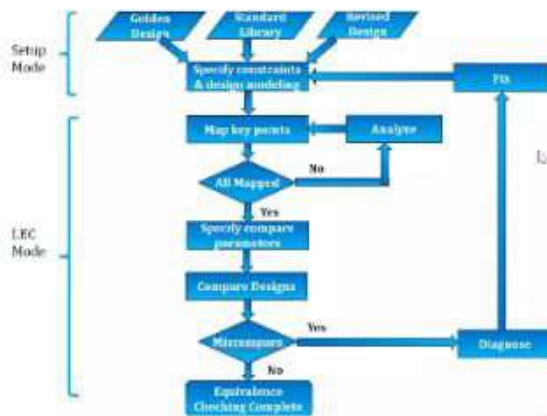 Golden
Design
Standard
Library
Revised
Design
Setup
Mode
Specify constraints
& design modeling
Fix
Map key points
Analyze
All Mapped
No
Yes
Specify compare
parameters
LEC
Mode
Compare Designs
Miscompare
Yes
Diagnose
No
Equivalence
Checking Complete